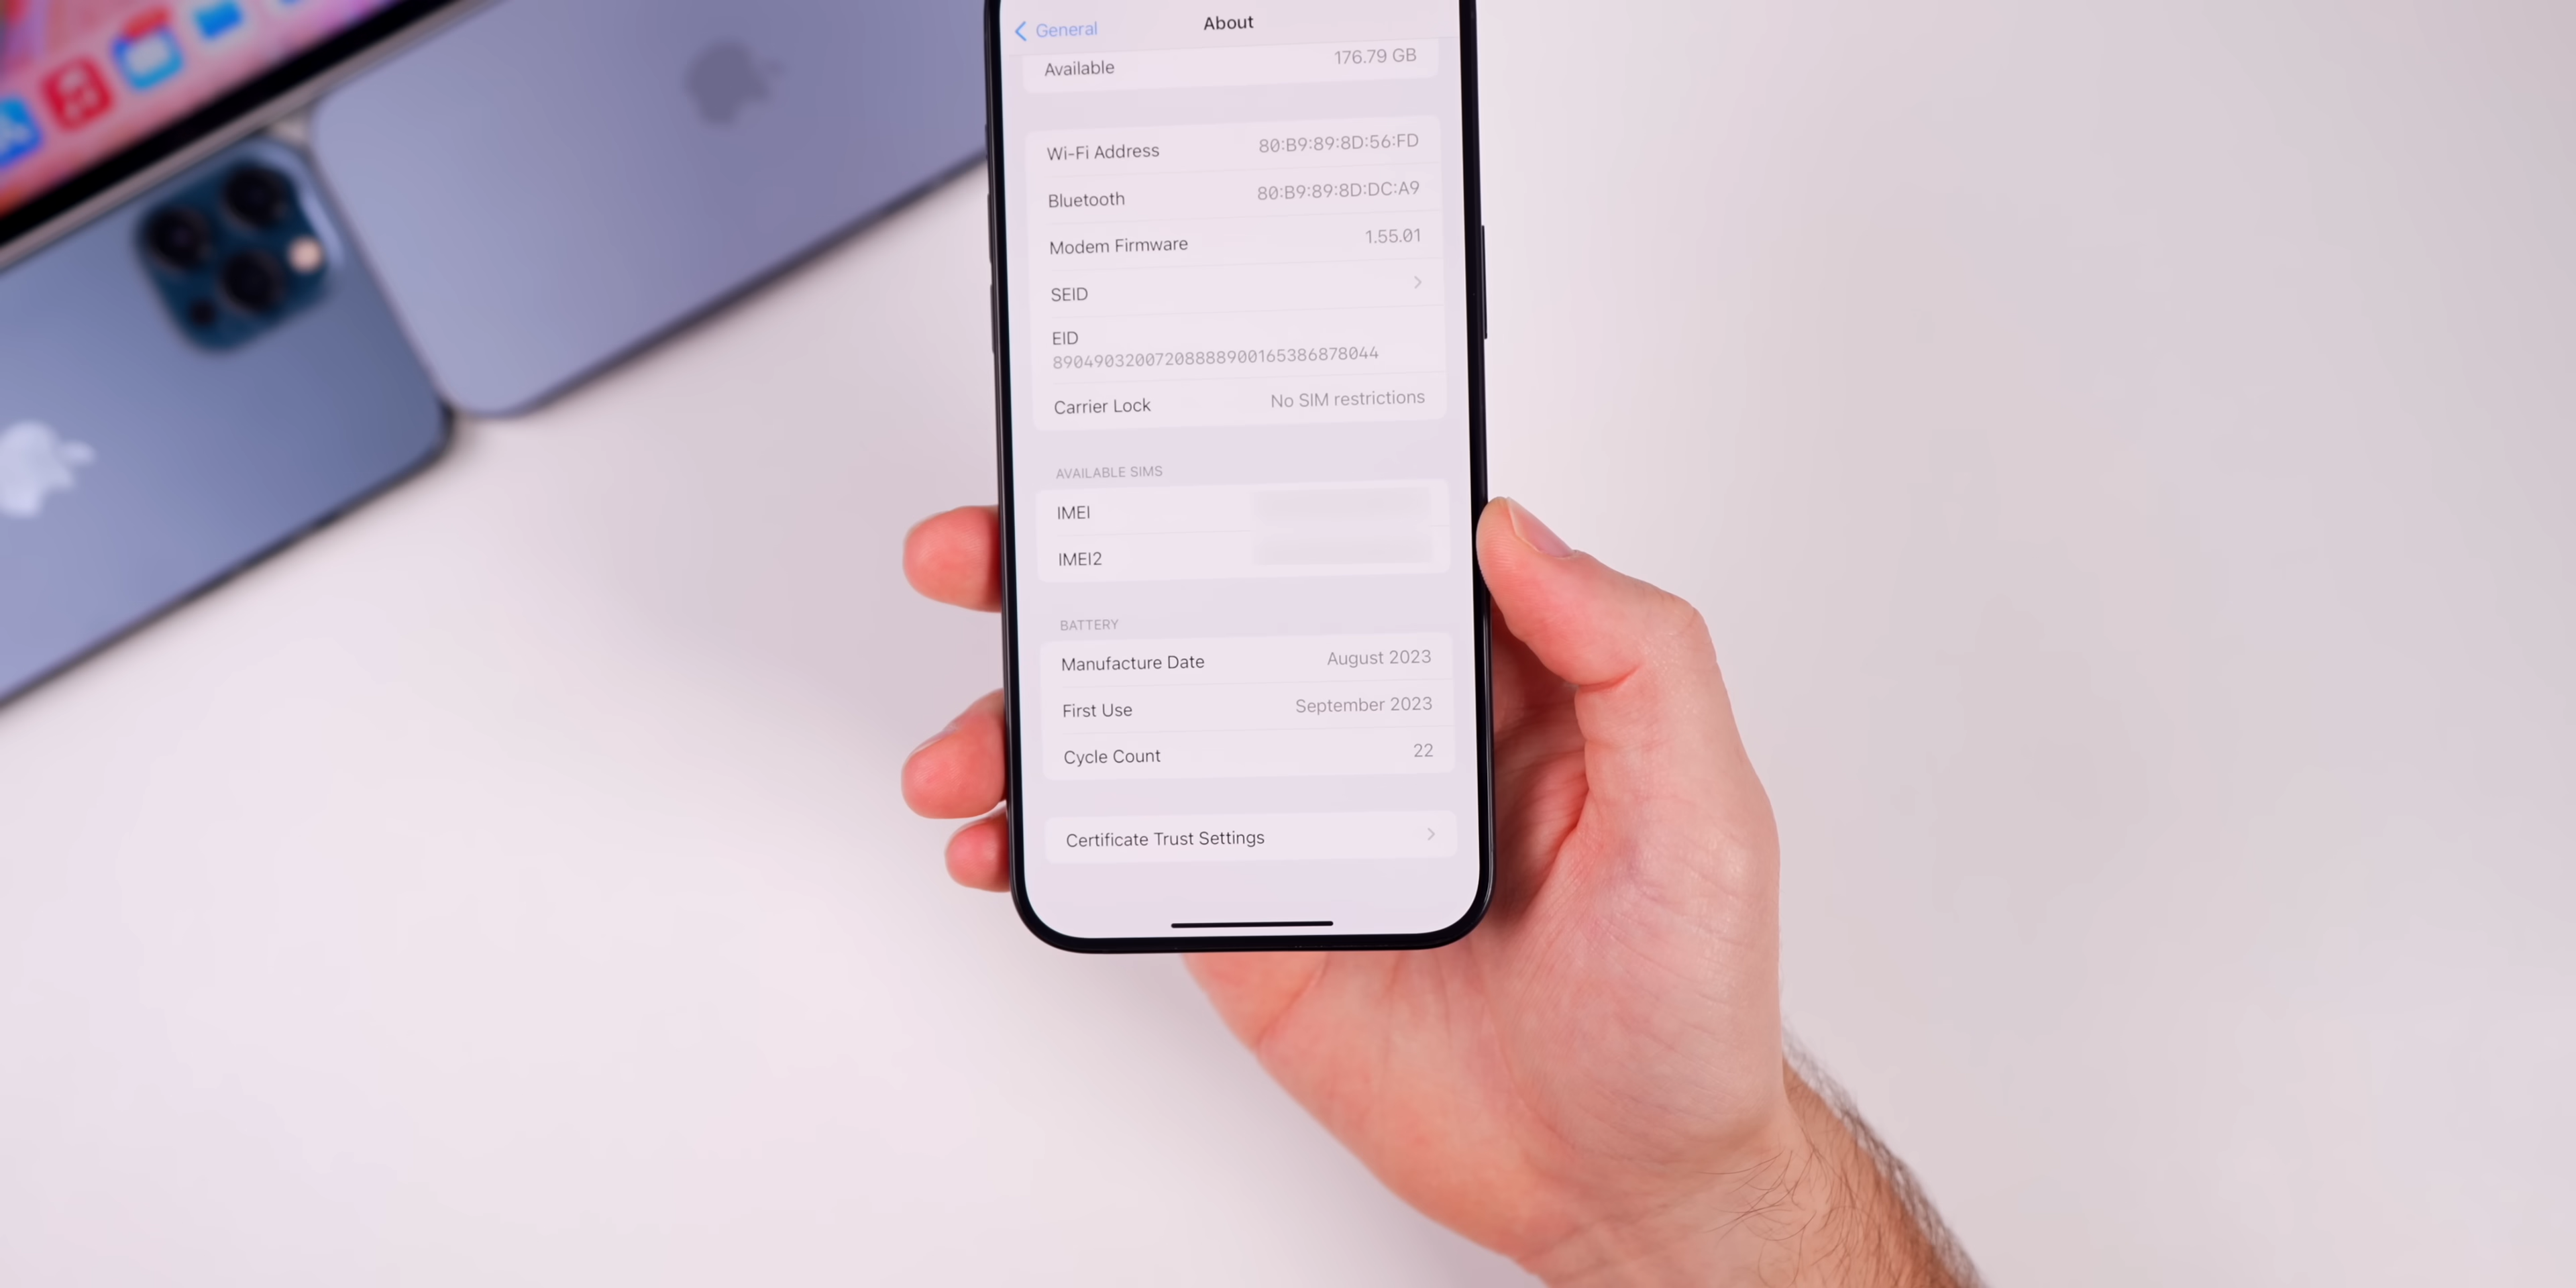 General
About
Available 176.79 GB
Wi-Fi Address 80:B9:89:8D:56:FD
Bluetooth 80:B9:89:8D:DC:A9
Modem Firmware 1.55.01
SEID
EID
89049032007208888900165386878044
Carrier Lock No SIM restrictions
AVAILABLE SIMS
IMEI
IMEI2
BATTERY
Manufacture Date August 2023
First Use September 2023
Cycle Count 22
Certificate Trust Settings